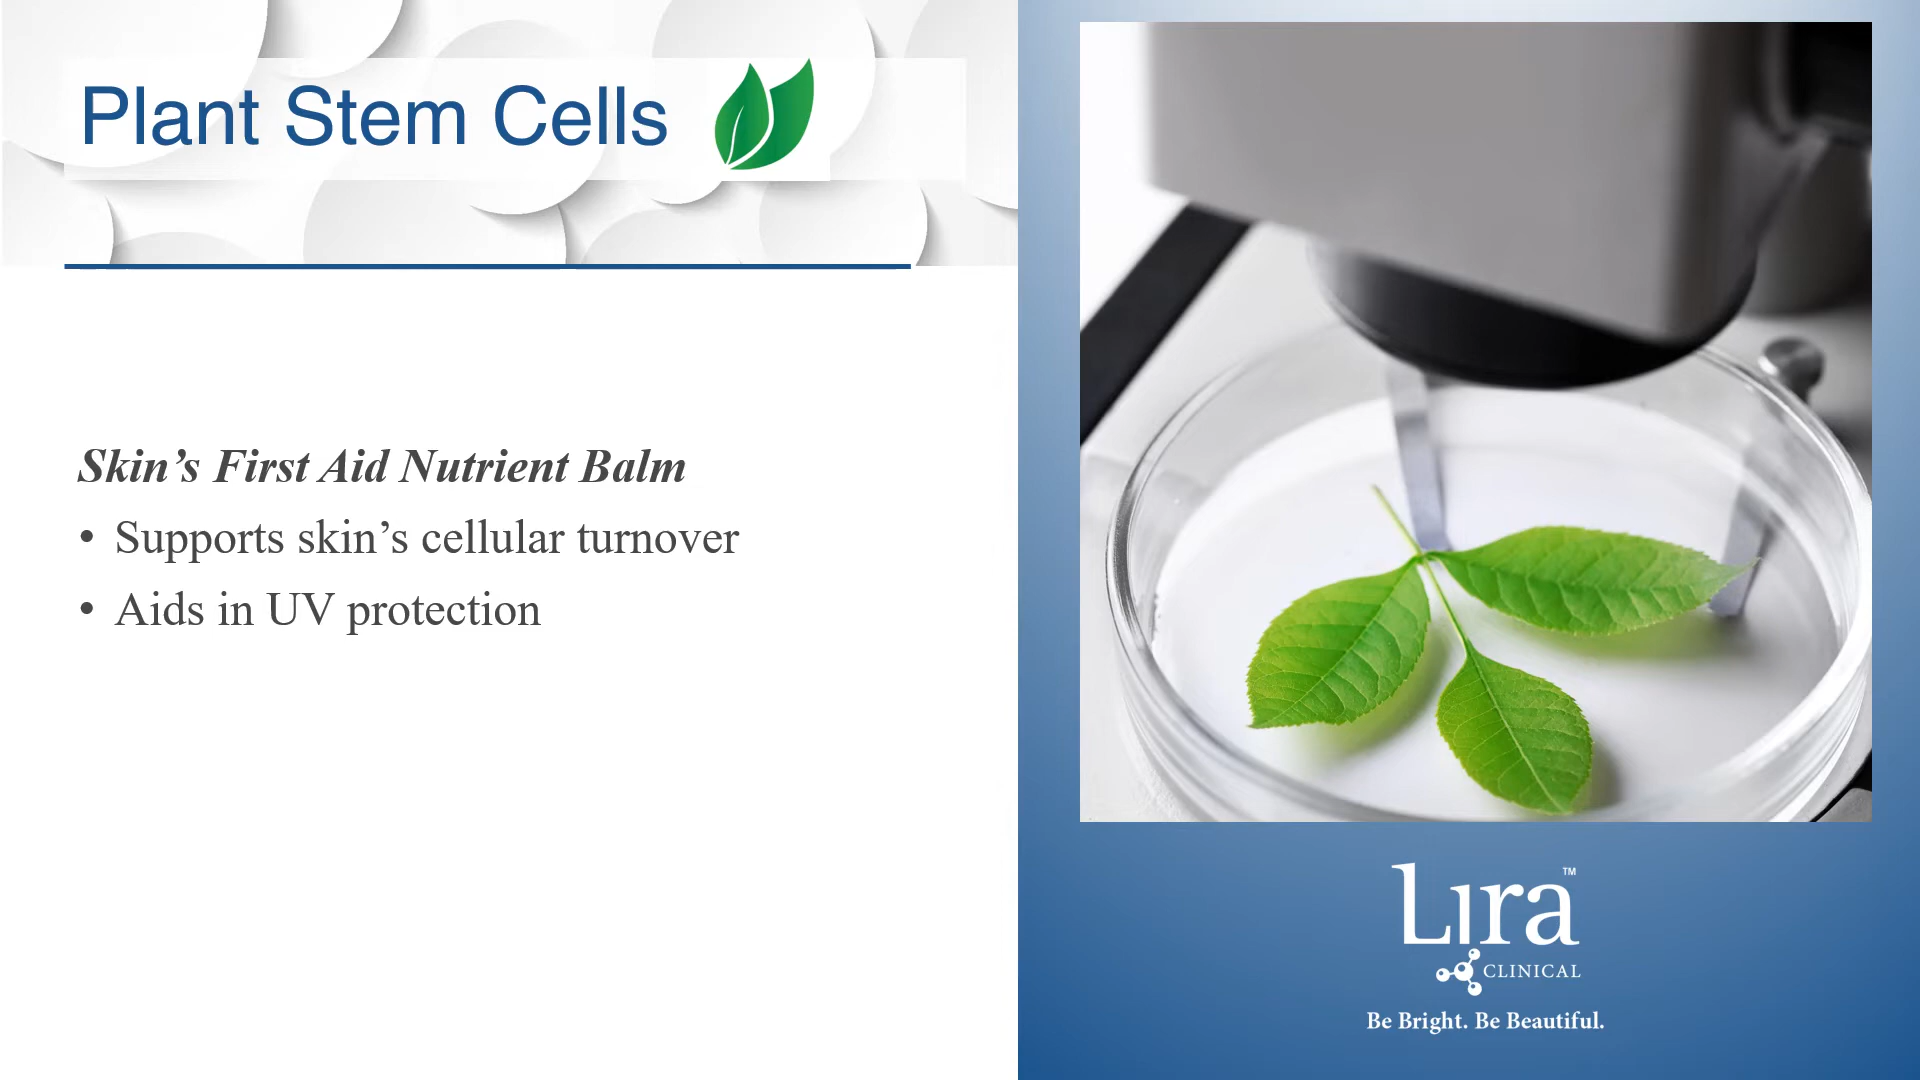 Plant Stem Cells
Skin’s First Aid Nutrient Balm
• Supports skin’s cellular turnover
• Aids in UV protection
Lira™
CLINICAL
Be Bright. Be Beautiful.